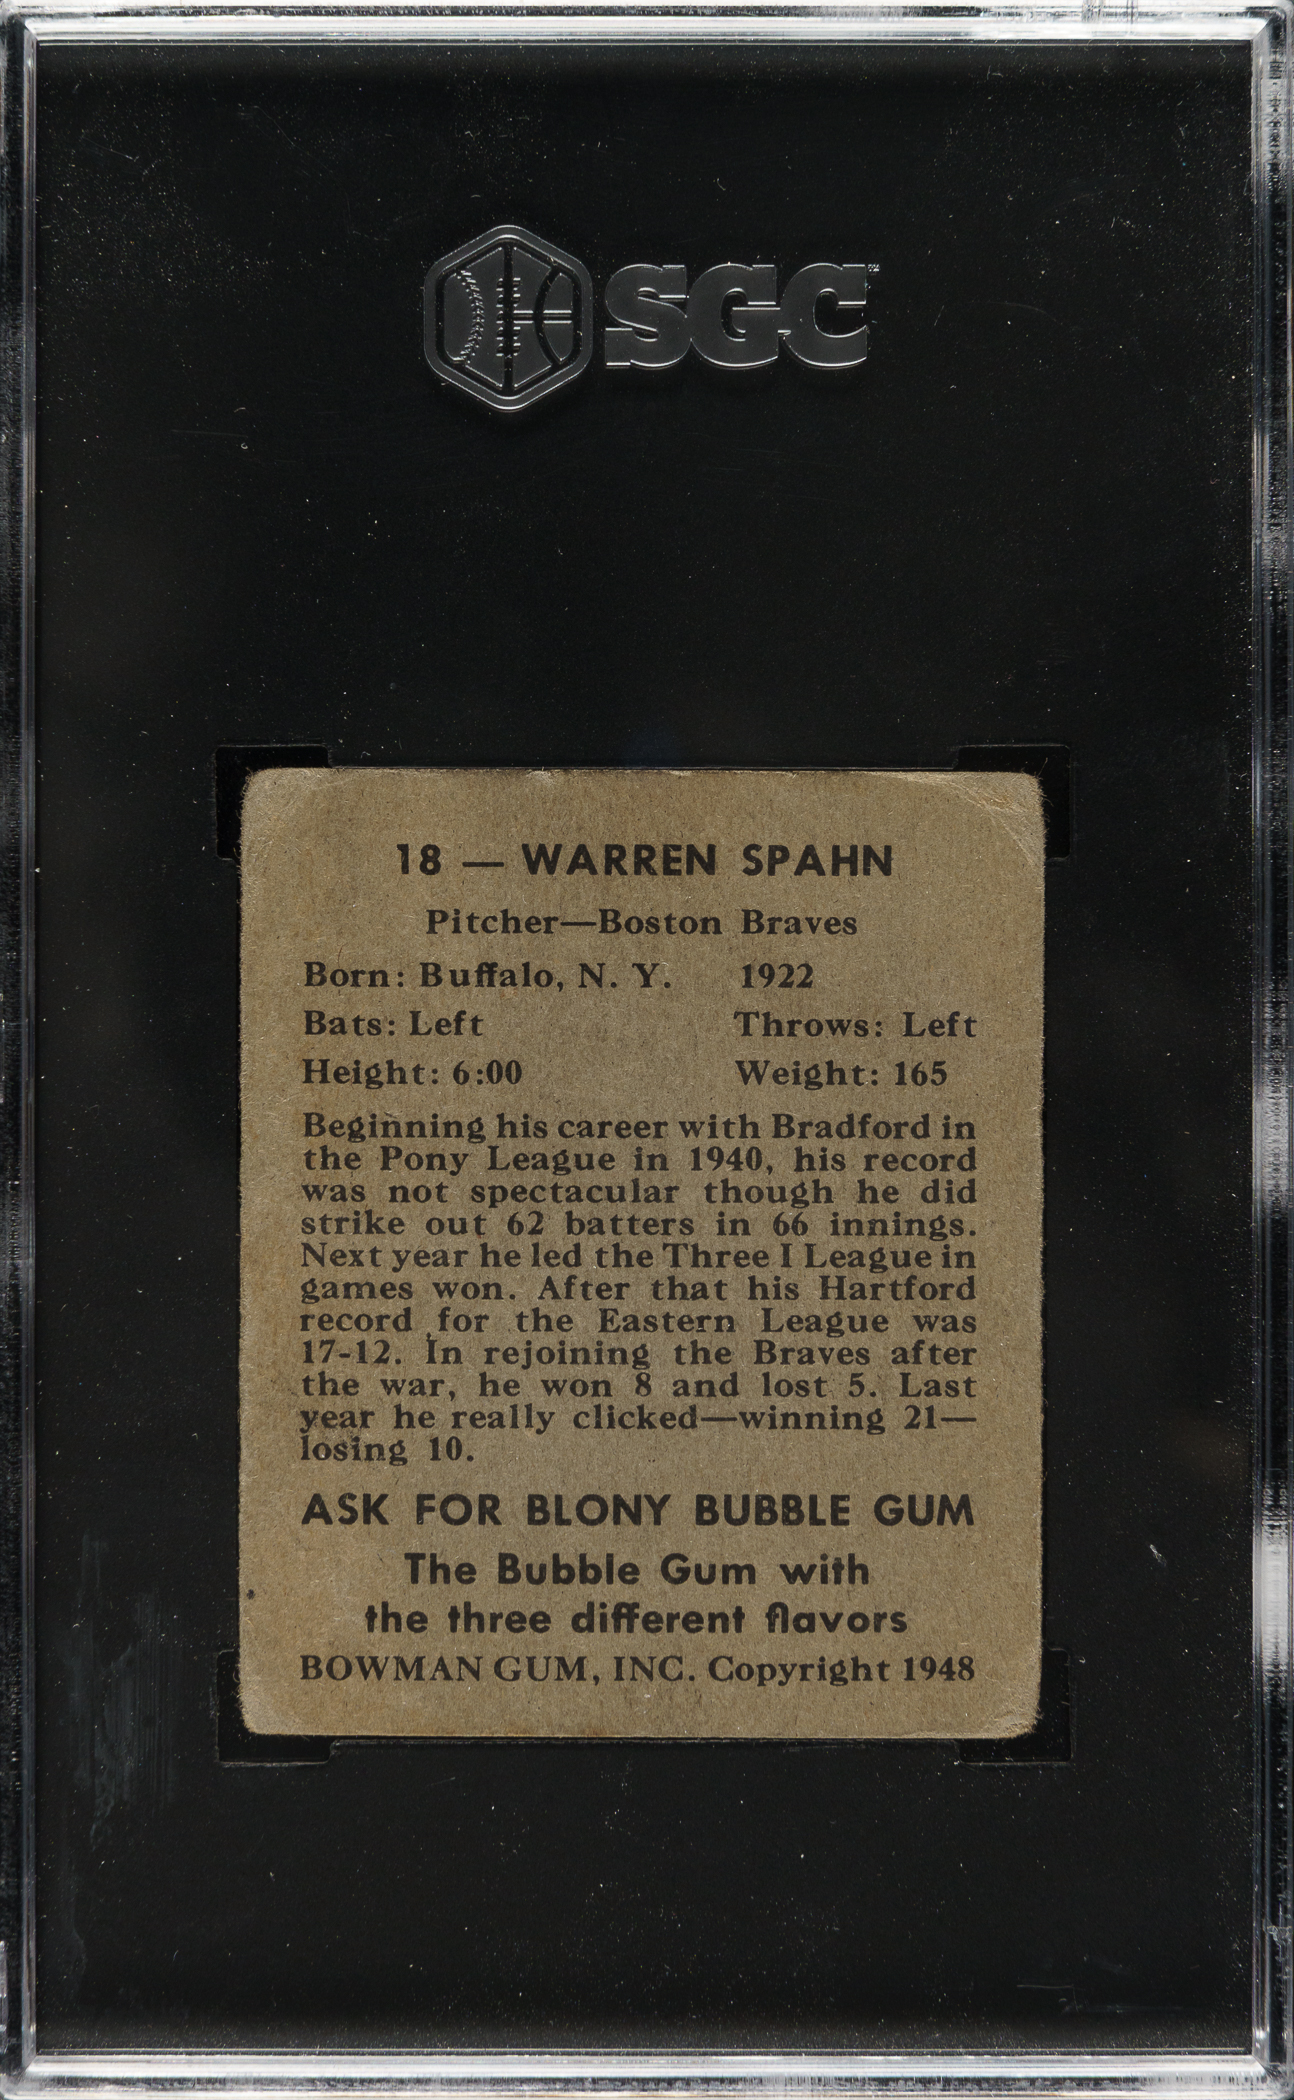 SGC™
18 — WARREN SPAHN
Pitcher—Boston Braves
Born: Buffalo, N. Y. 1922
Bats: Left Throws: Left
Height: 6:00 Weight: 165
Beginning his career with Bradford in
the Pony League in 1940, his record
was not spectacular though he did
strike out 62 batters in 66 innings.
Next year he led the Three I League in
games won. After that his Hartford
record for the Eastern League was
17-12. In rejoining the Braves after
the war, he won 8 and lost 5. Last
year he really clicked—winning 21—
losing 10.
ASK FOR BLONY BUBBLE GUM
The Bubble Gum with
the three different flavors
BOWMAN GUM, INC. Copyright 1948